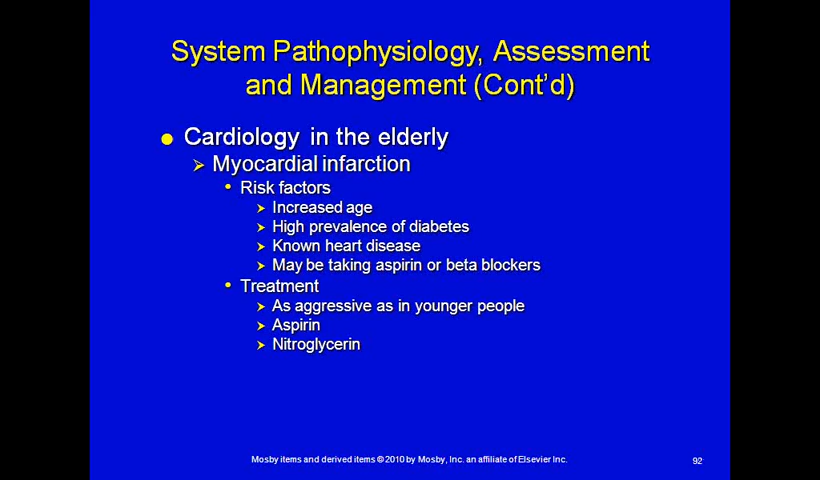 System Pathophysiology, Assessment
and Management (Cont'd)
Cardiology in the elderly
Myocardial infarction
Risk factors
Increased age
High prevalence of diabetes
Known heart disease
May be taking aspirin or beta blockers
Treatment
As aggressive as in younger people
Aspirin
Nitroglycerin
Mosby items and derived items © 2010 by Mosby, Inc. an affiliate of Elsevier Inc.
92